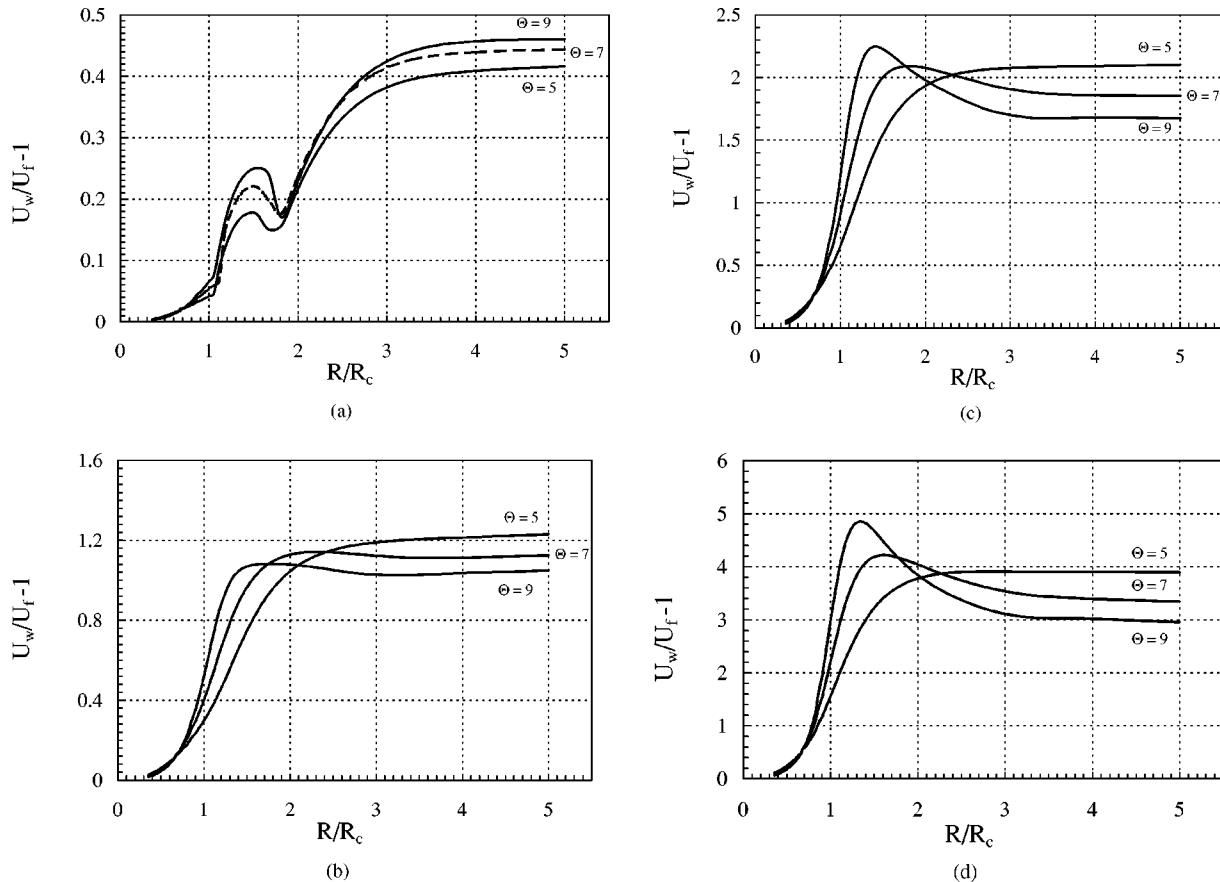 0.5
0.4
0.3
0.2
0.1
0
U_w/U_f-1
Θ = 9
Θ = 7
Θ = 5
0 1 2 3 4 5
R/R_c
(a)
2.5
2
1.5
1
2.5
0
U_w/U_f-1
Θ = 5
Θ = 7
Θ = 9
0 1 2 3 4 5
R/R_c
(c)
1.6
1.2
0.8
0.4
0
U_w/U_f-1
Θ = 5
Θ = 7
Θ = 9
0 1 2 3 4 5
R/R_c
(b)
6
5
4
3
2
1
0
U_w/U_f-1
Θ = 5
Θ = 7
Θ = 9
0 1 2 3 4 5
R/R_c
(d)